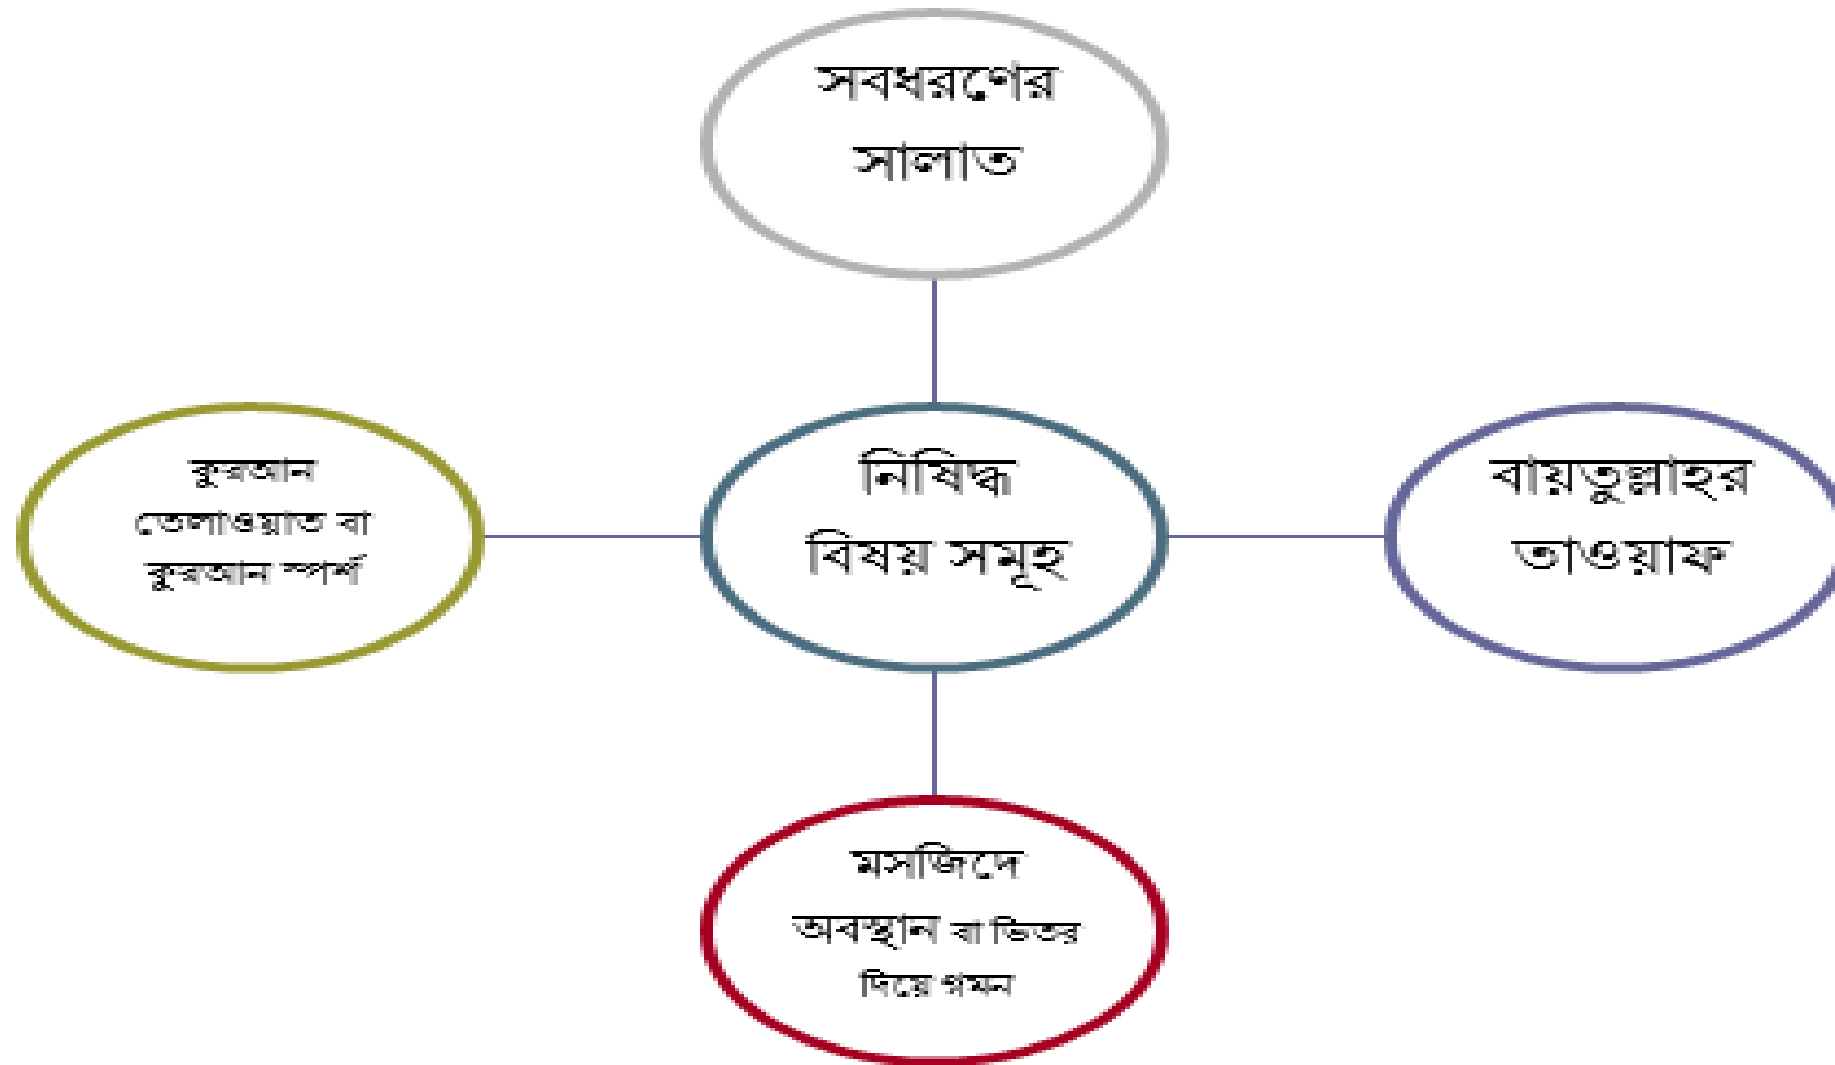 সবধরণের
সালাত
কুরআন
তেলাওয়াত বা
কুরআন স্পর্শ
নিষিদ্ধ
বিষয় সমূহ
বায়তুল্লাহর
তাওয়াফ
মসজিদে
অবস্থান বা ভিতর
দিয়ে গমন